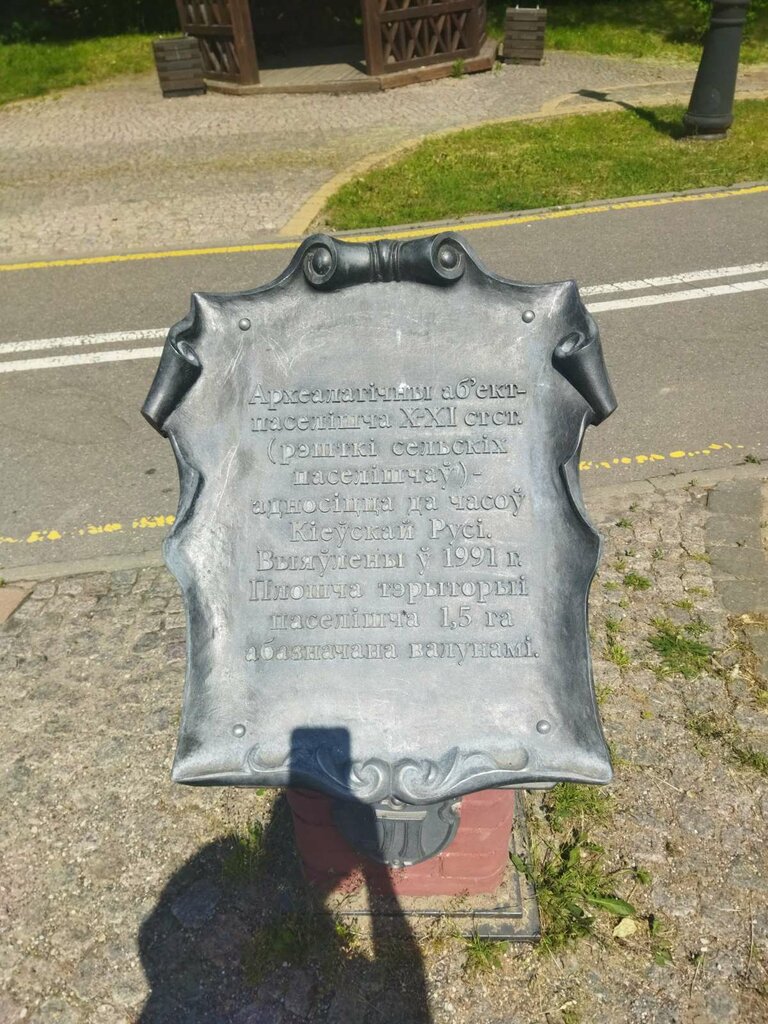 Археалагічны аб'ект-
паселішча X-XI стст.
(рэшткі сельскіх
паселішчаў)-
адносіцца да часоў
Кіеўскай Русі.
Выяўлены ў 1991 г.
Плошча тэрыторыі
паселішча 1,5 га
абазначана валунамі.